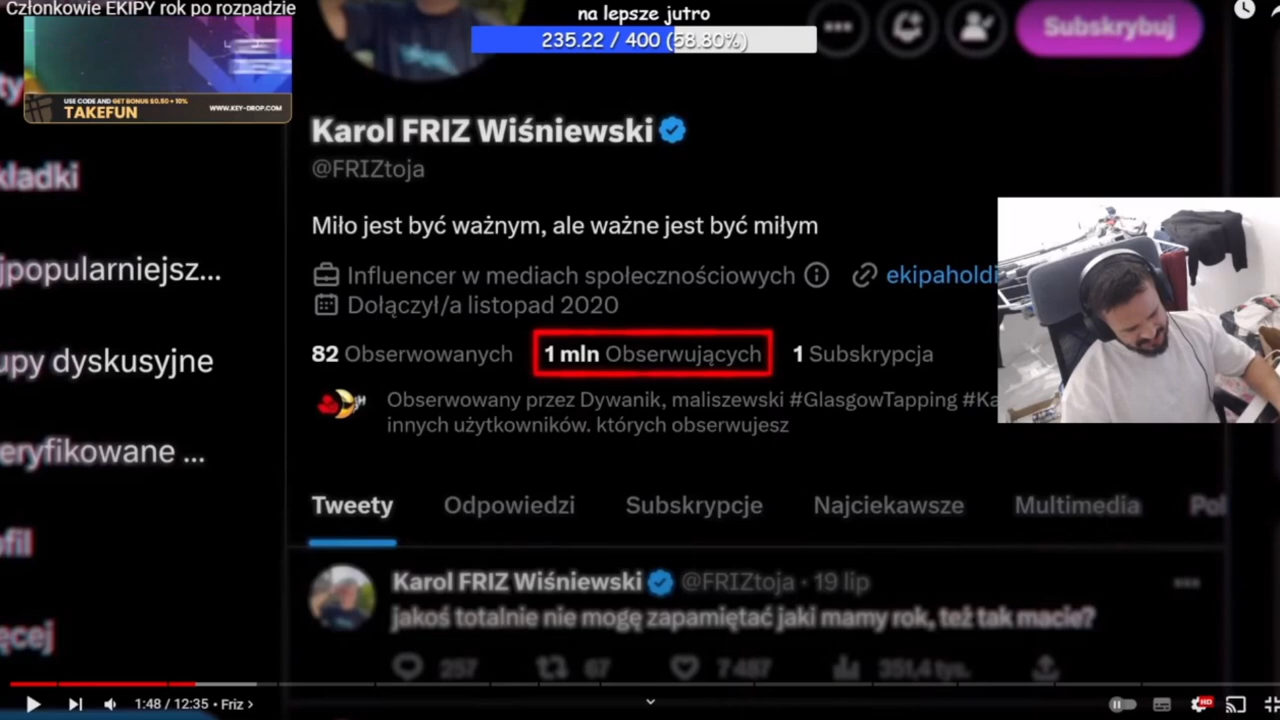 Członkowie EKIPY rok po rozpadzie
na lepsze jutro
235.22 / 400 (58.80%)
Subskrybuj
USE CODE AND GET BONUS $0.50 + 10%
TAKEFUN
WWW.KEY-DROP.COM
Karol FRIZ Wiśniewski
@FRIZtoja
kładki
Miło jest być ważnym, ale ważne jest być miłym
jpopularniejsz...
Influencer w mediach społecznościowych
ekipaholdi
Dołączył/a listopad 2020
upy dyskusyjne
82 Obserwowanych
1 mln Obserwujących
1 Subskrypcja
Obserwowany przez Dywanik, maliszewski #GlasgowTapping #Ka
innych użytkowników. których obserwujesz
eryfikowane ...
Tweety
Odpowiedzi
Subskrypcje
Najciekawsze
Multimedia
Pol
ofil
Karol FRIZ Wiśniewski @FRIZtoja · 19 lip
jakoś totalnie nie mogę zapamiętać jaki mamy rok, też tak macie?
ęcej
257
67
7 487
351,4 tys.
1:48 / 12:35 • Friz >
HD